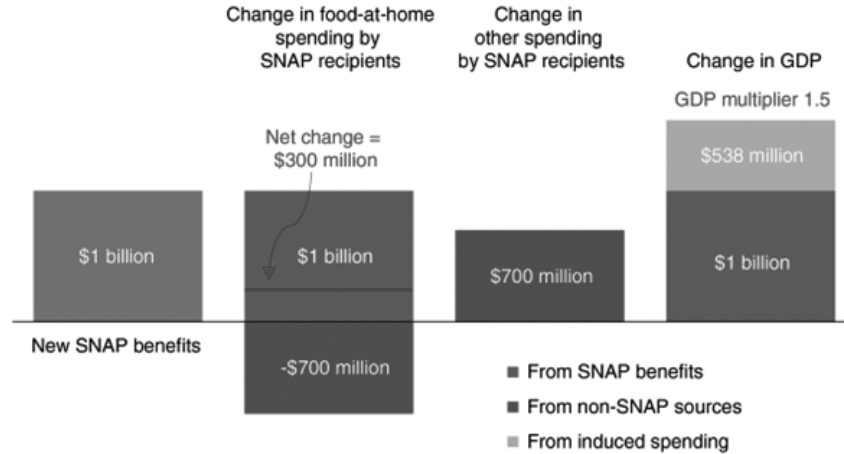 Change in food-at-home
spending by
SNAP recipients
Change in
other spending
by SNAP recipients
Change in GDP
GDP multiplier 1.5
Net change =
$300 million
$538 million
$1 billion
$1 billion
$700 million
$1 billion
New SNAP benefits
-$700 million
From SNAP benefits
From non-SNAP sources
From induced spending